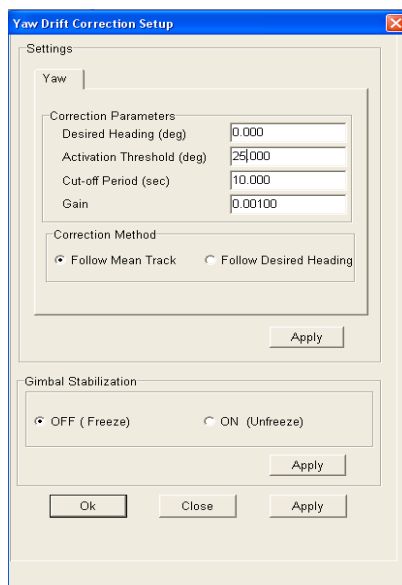 Yaw Drift Correction Setup
Settings
Yaw
Correction Parameters
Desired Heading (deg) 0.000
Activation Threshold (deg) 25.000
Cut-off Period (sec) 10.000
Gain 0.00100
Correction Method
Follow Mean Track Follow Desired Heading
Apply
Gimbal Stabilization
OFF ( Freeze) ON (Unfreeze)
Apply
Ok Close Apply